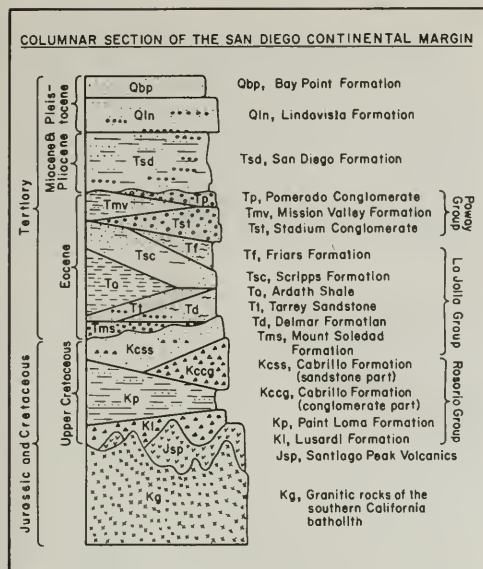 COLUMNAR SECTION OF THE SAN DIEGO CONTINENTAL MARGIN
Jurassic and Cretaceous
Tertiary
Upper Cretaceous
Eocene
Miocene &
Pliocene
Pleis-
tocene
Qbp
Qln
Tsd
Tp
Tmv
Tst
Tf
Tsc
Ta
Tt
Td
Tms
Kcss
Kccg
Kp
Kl
Jsp
Kg
Qbp, Bay Point Formation
Qln, Lindavista Formation
Tsd, San Diego Formation
Tp, Pomerado Conglomerate
Tmv, Mission Valley Formation
Tst, Stadium Conglomerate
Tf, Friars Formation
Tsc, Scripps Formation
Ta, Ardath Shale
Tt, Torrey Sandstone
Td, Delmar Formation
Tms, Mount Soledad
Formation
Kcss, Cabrillo Formation
(sandstone part)
Kccg, Cabrillo Formation
(conglomerate part)
Kp, Point Loma Formation
Kl, Lusardi Formation
Jsp, Santiago Peak Volcanics
Kg, Granitic rocks of the
southern California
batholith
Poway
Group
La Jolla Group
Rosario Group